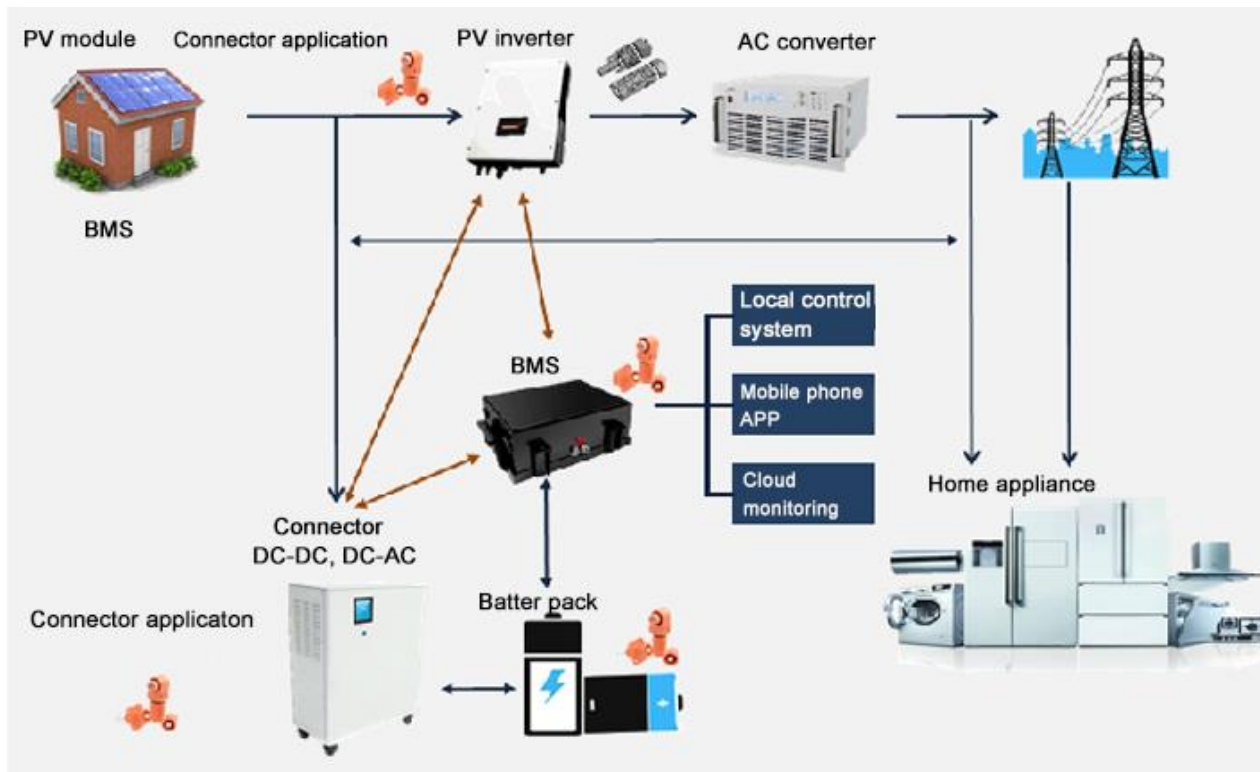 PV module
Connector application
PV inverter
AC converter
BMS
Local control
system
BMS
Mobile phone
APP
Cloud
monitoring
Home appliance
Connector
DC-DC, DC-AC
Batter pack
Connector applicaton